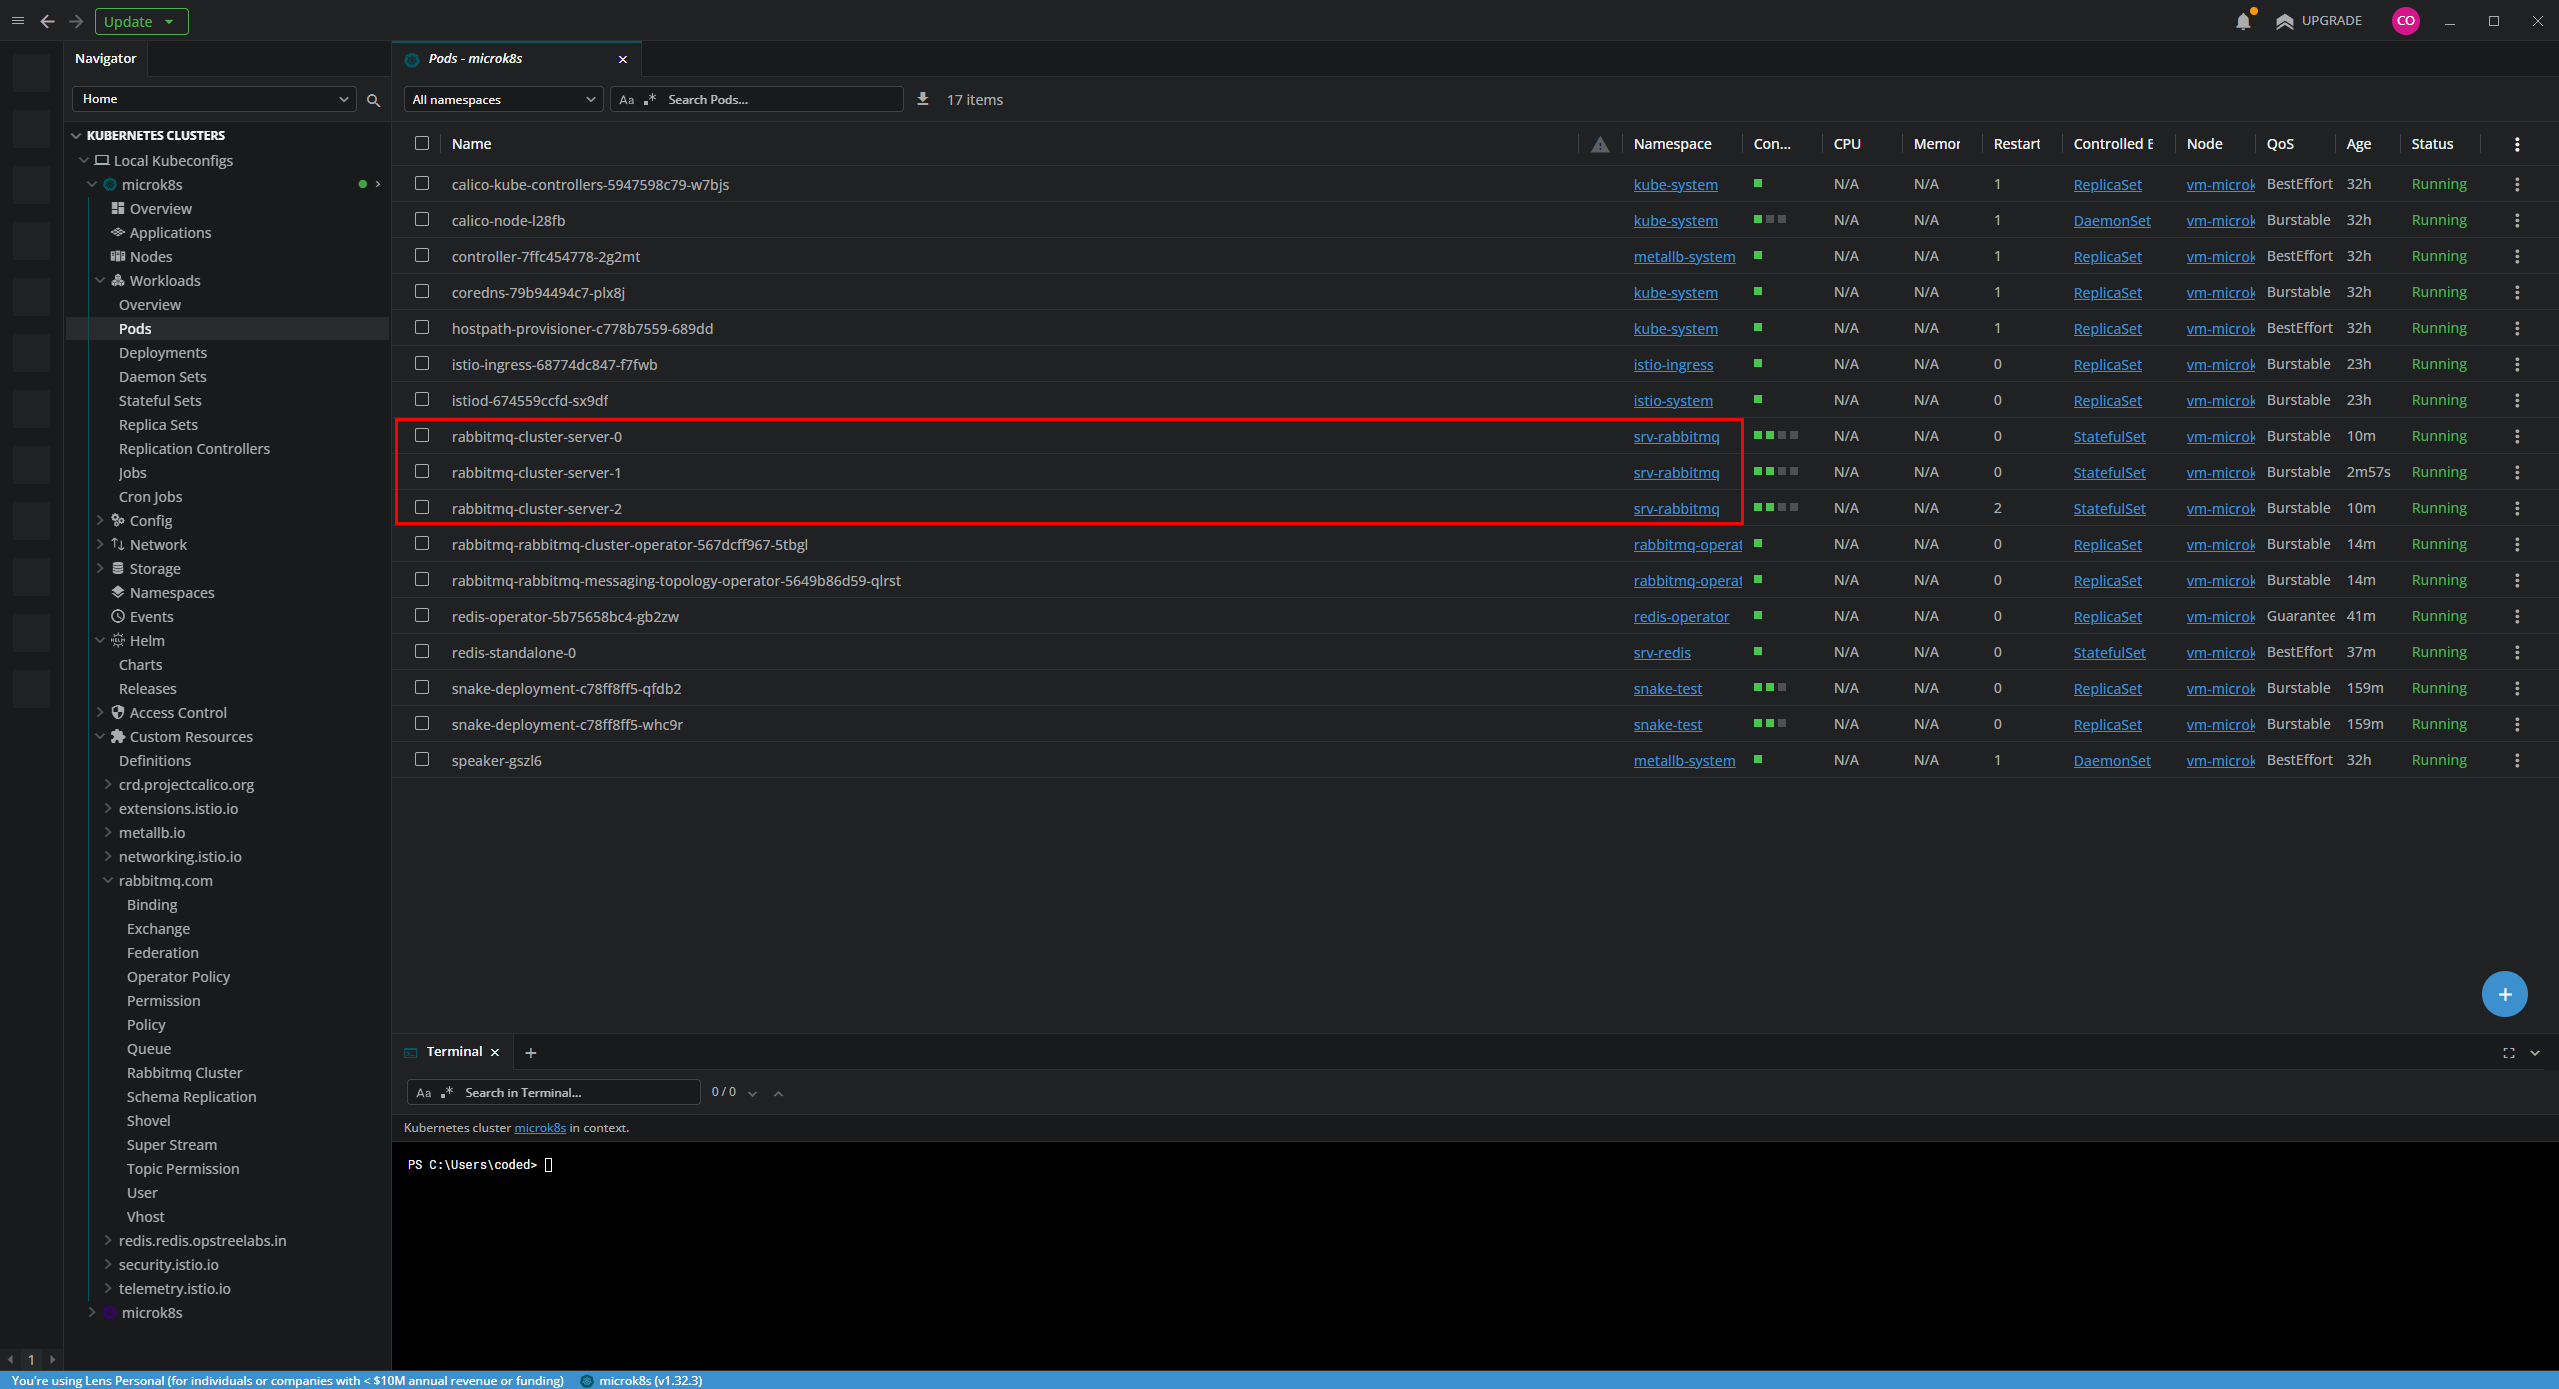 Update
UPGRADE
CO
Navigator
Pods - microk8s
Home
All namespaces
Aa .* Search Pods...
17 items
KUBERNETES CLUSTERS
Local Kubeconfigs
microk8s
Overview
Applications
Nodes
Workloads
Overview
Pods
Deployments
Daemon Sets
Stateful Sets
Replica Sets
Replication Controllers
Jobs
Cron Jobs
Config
Network
Storage
Namespaces
Events
Helm
Charts
Releases
Access Control
Custom Resources
Definitions
crd.projectcalico.org
extensions.istio.io
metallb.io
networking.istio.io
rabbitmq.com
Binding
Exchange
Federation
Operator Policy
Permission
Policy
Queue
Rabbitmq Cluster
Schema Replication
Shovel
Super Stream
Topic Permission
User
Vhost
redis.redis.opstreelabs.in
security.istio.io
telemetry.istio.io
microk8s
1
Name Namespace Con... CPU Memor Restart Controlled E Node QoS Age Status
calico-kube-controllers-5947598c79-w7bjs kube-system N/A N/A 1 ReplicaSet vm-microk BestEffort 32h Running
calico-node-l28fb kube-system N/A N/A 1 DaemonSet vm-microk Burstable 32h Running
controller-7ffc454778-2g2mt metallb-system N/A N/A 1 ReplicaSet vm-microk BestEffort 32h Running
coredns-79b94494c7-plx8j kube-system N/A N/A 1 ReplicaSet vm-microk Burstable 32h Running
hostpath-provisioner-c778b7559-689dd kube-system N/A N/A 1 ReplicaSet vm-microk BestEffort 32h Running
istio-ingress-68774dc847-f7fwb istio-ingress N/A N/A 0 ReplicaSet vm-microk Burstable 23h Running
istiod-674559ccfd-sx9df istio-system N/A N/A 0 ReplicaSet vm-microk Burstable 23h Running
rabbitmq-cluster-server-0 srv-rabbitmq N/A N/A 0 StatefulSet vm-microk Burstable 10m Running
rabbitmq-cluster-server-1 srv-rabbitmq N/A N/A 0 StatefulSet vm-microk Burstable 2m57s Running
rabbitmq-cluster-server-2 srv-rabbitmq N/A N/A 2 StatefulSet vm-microk Burstable 10m Running
rabbitmq-rabbitmq-cluster-operator-567dcff967-5tbgl rabbitmq-operat N/A N/A 0 ReplicaSet vm-microk Burstable 14m Running
rabbitmq-rabbitmq-messaging-topology-operator-5649b86d59-qlrst rabbitmq-operat N/A N/A 0 ReplicaSet vm-microk Burstable 14m Running
redis-operator-5b75658bc4-gb2zw redis-operator N/A N/A 0 ReplicaSet vm-microk Guarantee 41m Running
redis-standalone-0 srv-redis N/A N/A 0 StatefulSet vm-microk BestEffort 37m Running
snake-deployment-c78ff8ff5-qfdb2 snake-test N/A N/A 0 ReplicaSet vm-microk Burstable 159m Running
snake-deployment-c78ff8ff5-whc9r snake-test N/A N/A 0 ReplicaSet vm-microk Burstable 159m Running
speaker-gszl6 metallb-system N/A N/A 1 DaemonSet vm-microk BestEffort 32h Running
Terminal
Aa .* Search in Terminal... 0 / 0
Kubernetes cluster microk8s in context.
PS C:\Users\coded>
You're using Lens Personal (for individuals or companies with < $10M annual revenue or funding) microk8s (v1.32.3)